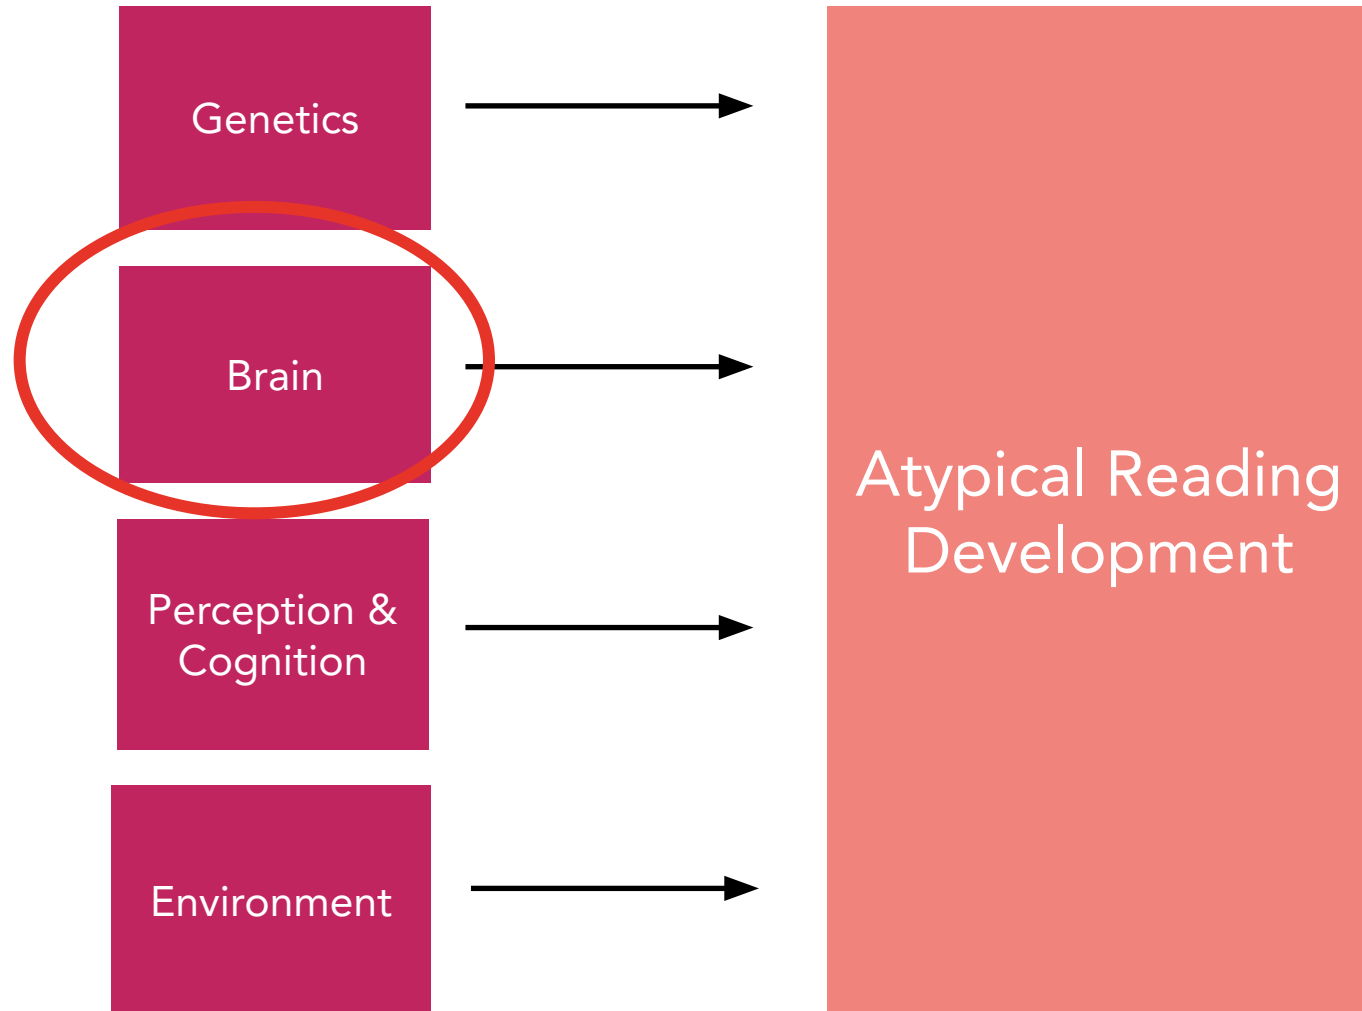 Genetics
Brain
Perception &
Cognition
Environment
Atypical Reading
Development